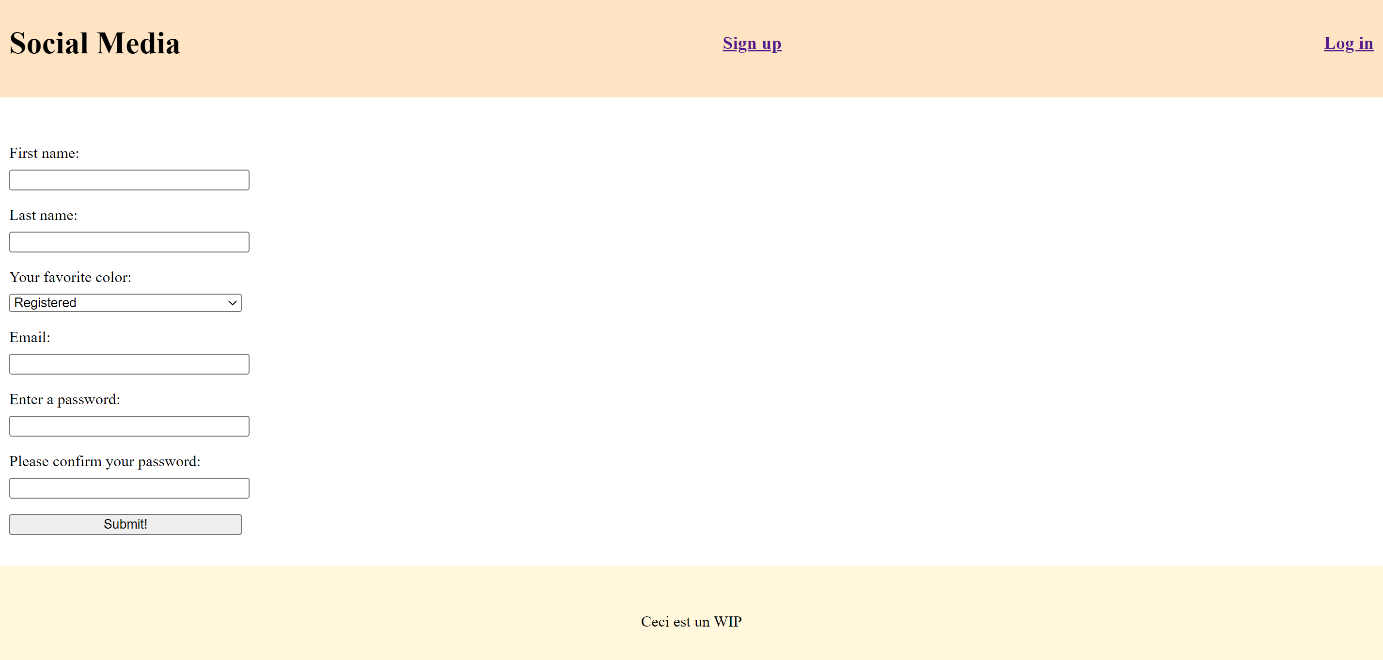 Social Media
Sign up
Log in
First name:
Last name:
Your favorite color:
Registered
Email:
Enter a password:
Please confirm your password:
Submit!
Ceci est un WIP